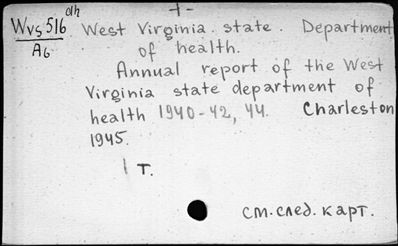 +
Wvs516 dh West Virginia. state. Department
A6 of health.
Annual report of the West
Virginia state department of
health 1940-42, 44. Charleston
1945.
1 т.
см. след. карт.